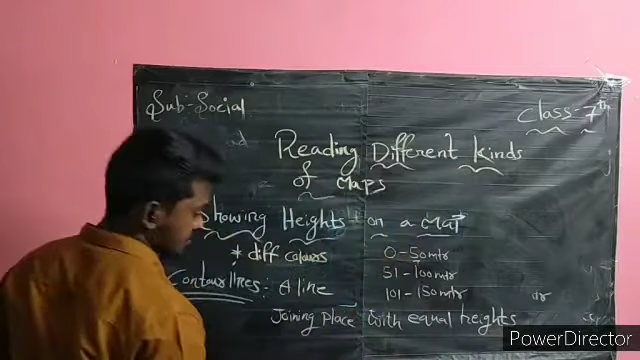 Sub:- Social
Class:- 7th
Reading Different Kinds
of Maps
Showing Heights on a Map
* diff colours
0-50mtr
51-100mtr
101-150mtr
Contour lines: A line
Joining Place with equal heights
PowerDirector